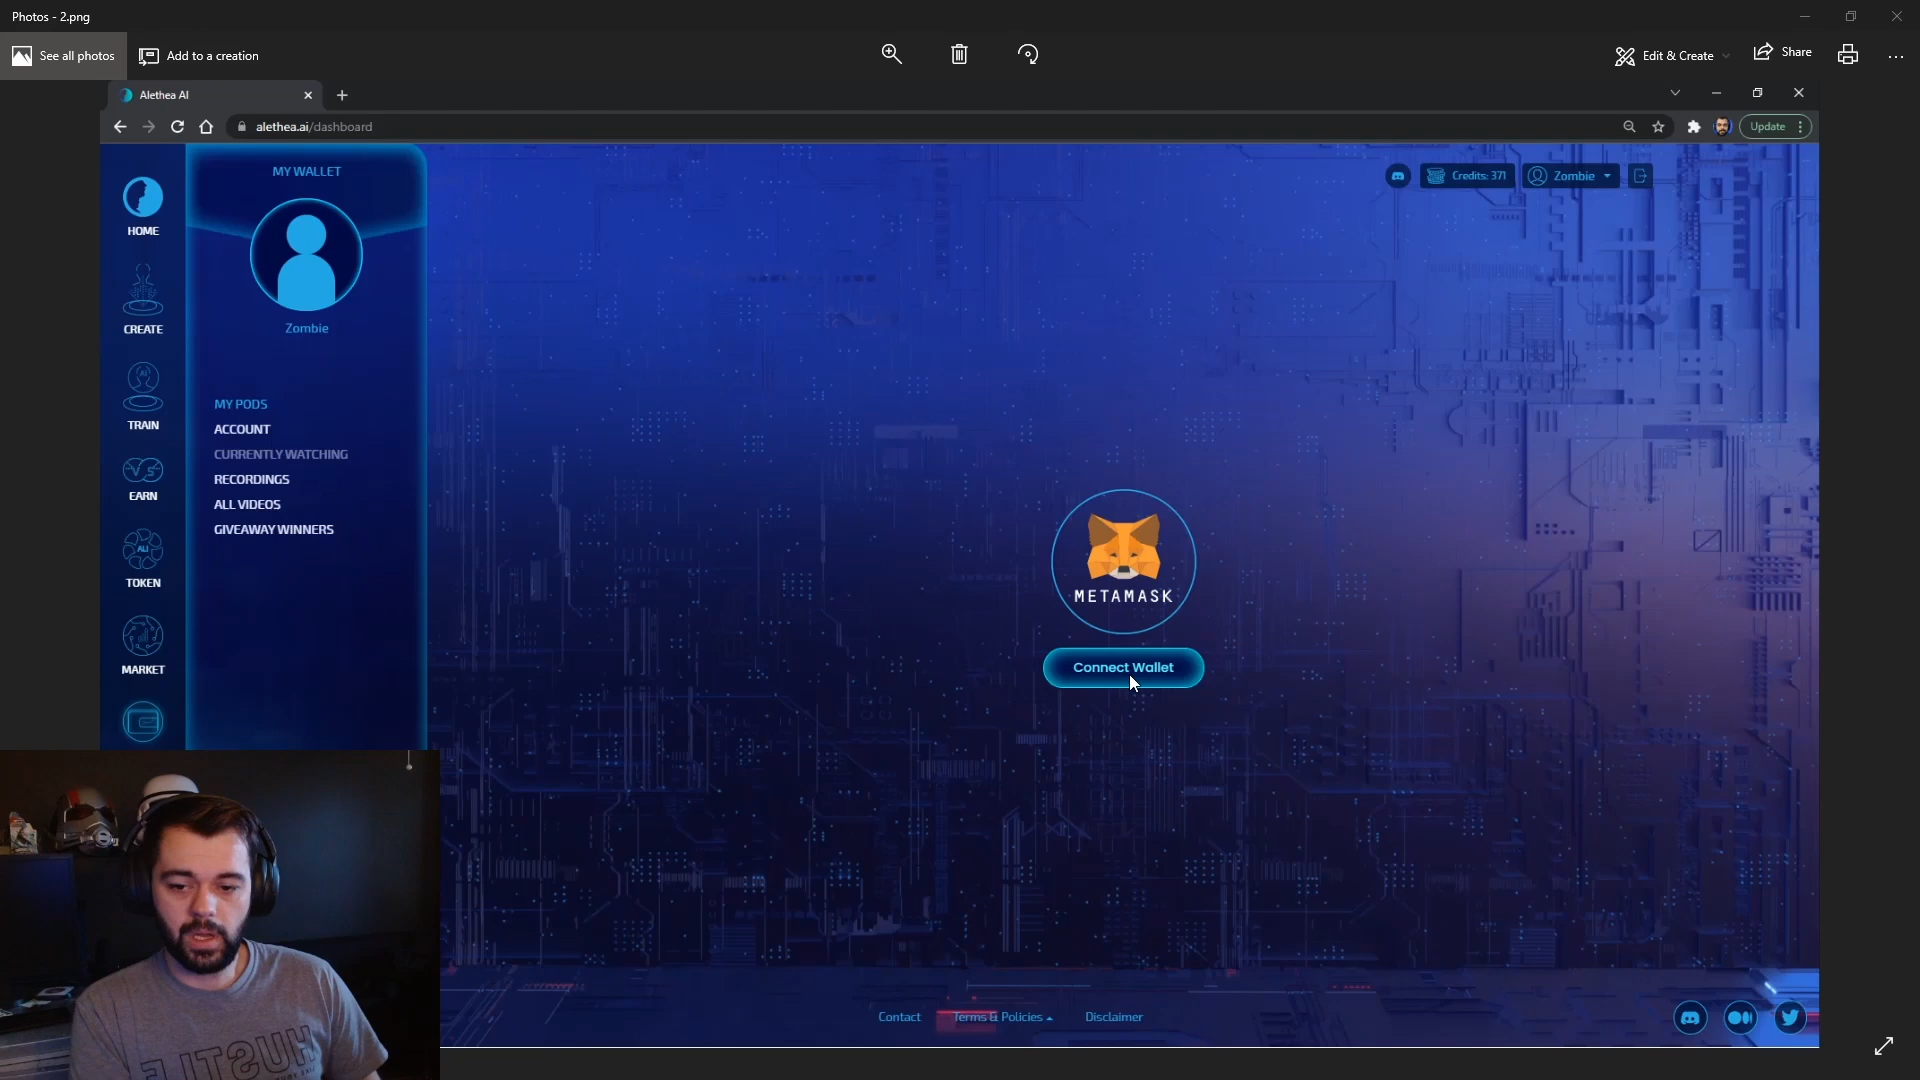 Photos - 2.png
See all photos
Add to a creation
Edit & Create
Share
Alethea AI
alethea.ai/dashboard
Update
MY WALLET
Credits: 371
Zombie
HOME
Zombie
CREATE
MY PODS
TRAIN
ACCOUNT
CURRENTLY WATCHING
RECORDINGS
EARN
ALL VIDEOS
GIVEAWAY WINNERS
ALI
TOKEN
METAMASK
MARKET
Connect Wallet
Contact
Terms & Policies
Disclaimer
HUSTLE